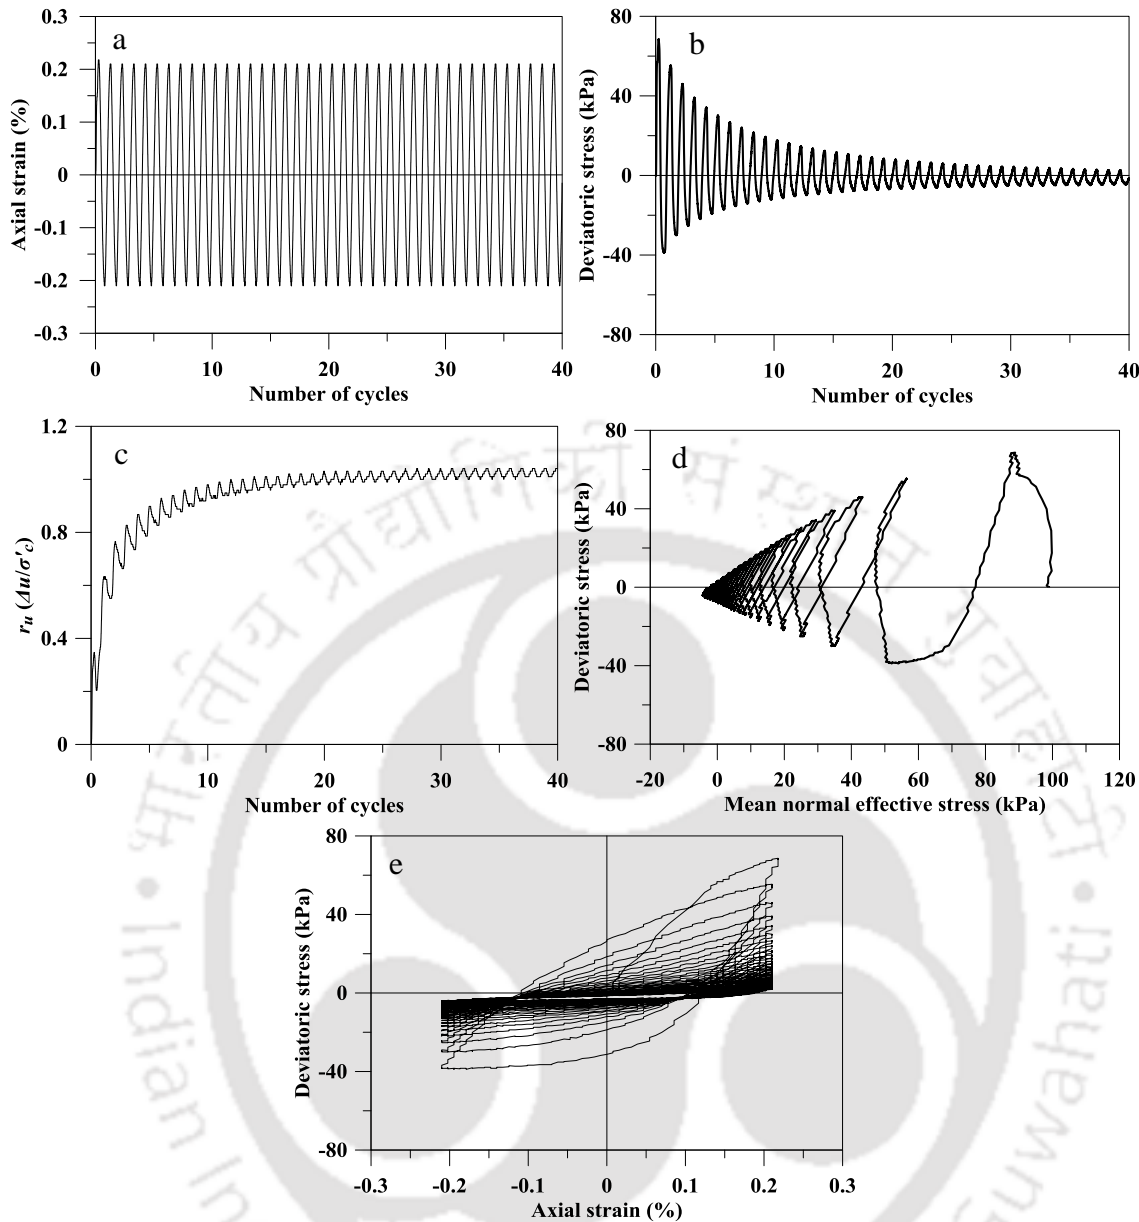 a
0.3
0.2
0.1
0
-0.1
-0.2
-0.3
Axial strain (%)
0 10 20 30 40
Number of cycles
b
80
40
0
-40
-80
Deviatoric stress (kPa)
0 10 20 30 40
Number of cycles
c
1.2
0.8
0.4
0
r_u (Δu/σ'_c)
0 10 20 30 40
Number of cycles
d
80
40
0
-40
-80
Deviatoric stress (kPa)
-20 0 20 40 60 80 100 120
Mean normal effective stress (kPa)
e
80
40
0
-40
-80
Deviatoric stress (kPa)
-0.3 -0.2 -0.1 0 0.1 0.2 0.3
Axial strain (%)
Indian In
Guwahati